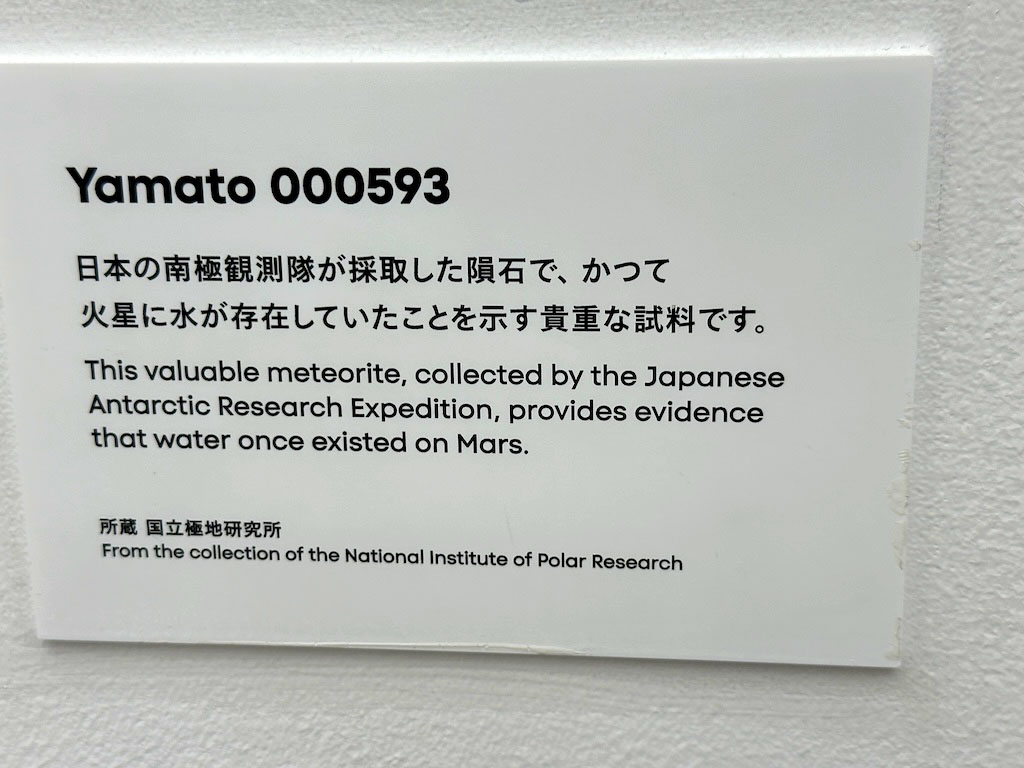 Yamato 000593
日本の南極観測隊が採取した隕石で、かつて
火星に水が存在していたことを示す貴重な試料です。
This valuable meteorite, collected by the Japanese
Antarctic Research Expedition, provides evidence
that water once existed on Mars.
所蔵 国立極地研究所
From the collection of the National Institute of Polar Research